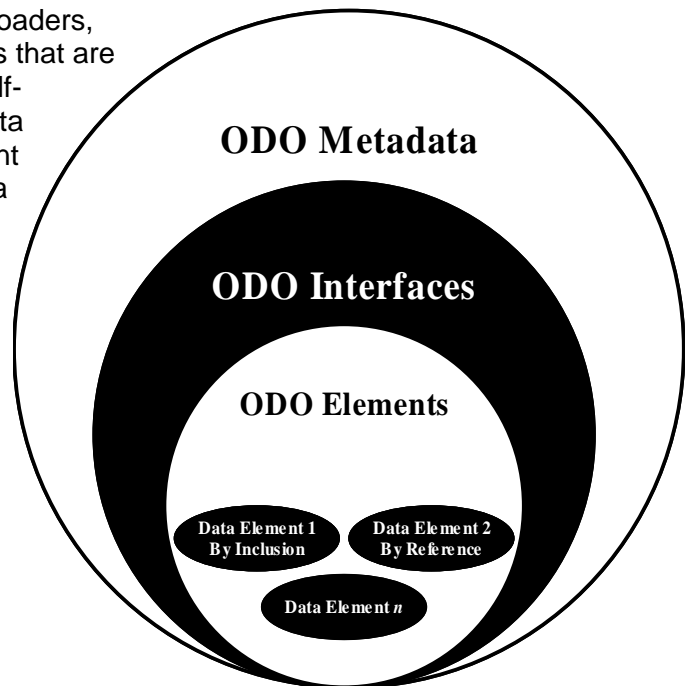 oaders,
s that are
lf-
ta
nt
a
ODO Metadata
ODO Interfaces
ODO Elements
Data Element 1
By Inclusion
Data Element 2
By Reference
Data Element n